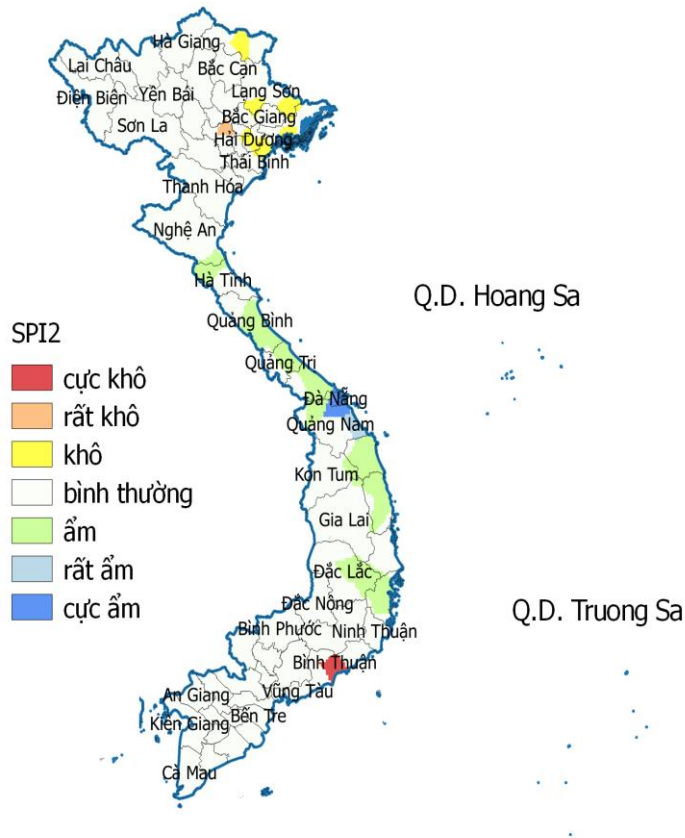 Hà Giang
Lai Châu
Bắc Cạn
Điện Biên
Yên Bái
Lạng Sơn
Bắc Giang
Sơn La
Hải Dương
Thái Bình
Thanh Hóa
Nghệ An
Hà Tĩnh
Q.D. Hoang Sa
Quảng Bình
SPI2
Quảng Trị
cực khô
Đà Nẵng
rất khô
Quảng Nam
khô
Kon Tum
bình thường
Gia Lai
ẩm
rất ẩm
Đắc Lắc
cực ẩm
Đắc Nông
Q.D. Truong Sa
Bình Phước
Ninh Thuận
Bình Thuận
Vũng Tàu
An Giang
Bến Tre
Kiên Giang
Cà Mau